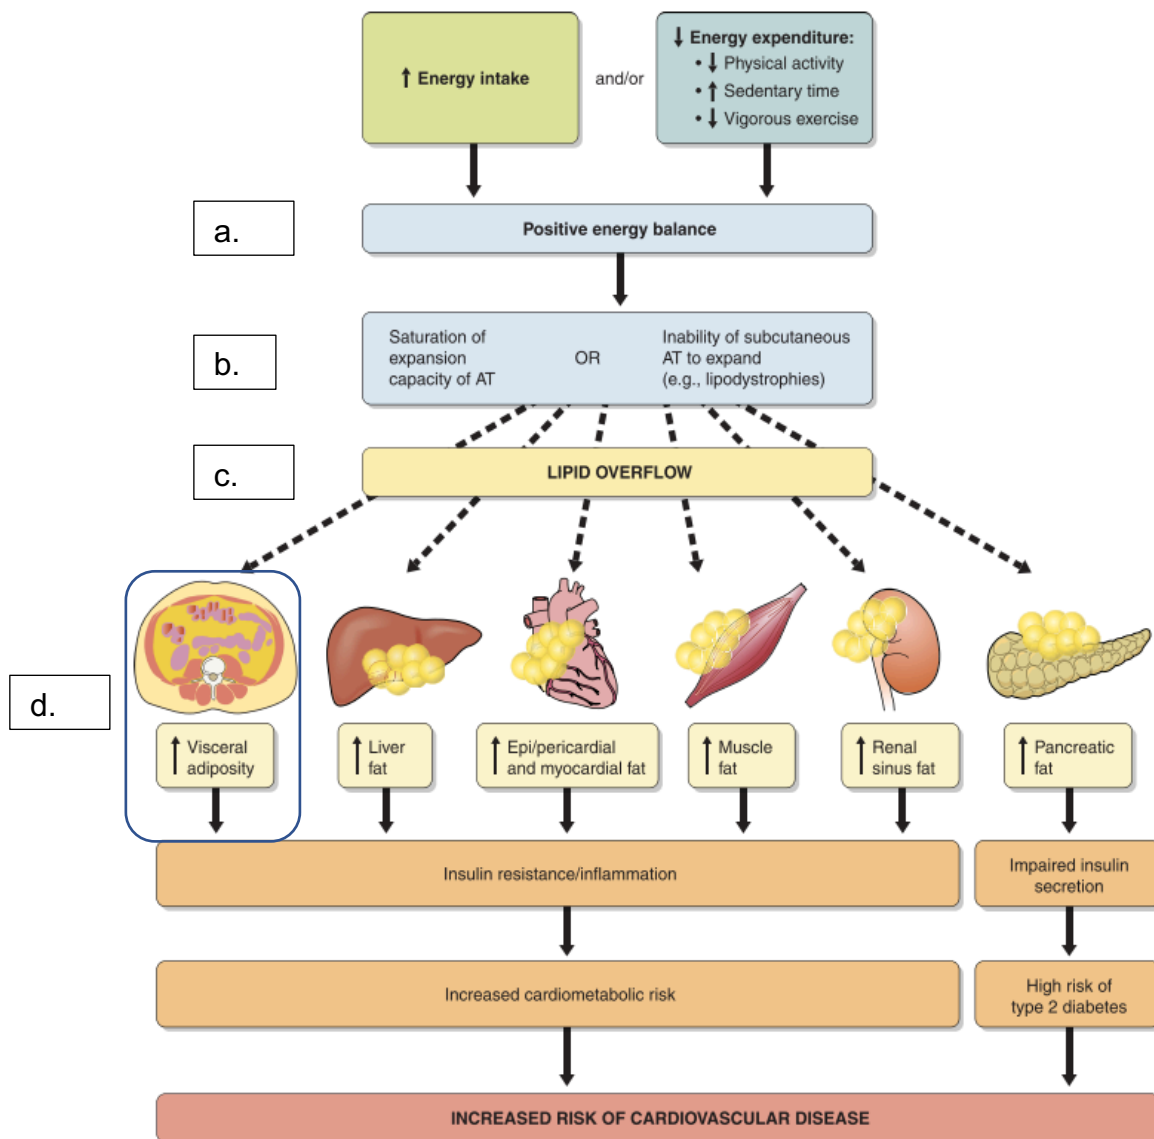 ↑ Energy intake
and/or
↓ Energy expenditure:
• ↓ Physical activity
• ↑ Sedentary time
• ↓ Vigorous exercise
a.
Positive energy balance
b.
Saturation of
expansion
capacity of AT
OR
Inability of subcutaneous
AT to expand
(e.g., lipodystrophies)
c.
LIPID OVERFLOW
d.
↑ Visceral
adiposity
↑ Liver
fat
↑ Epi/pericardial
and myocardial fat
↑ Muscle
fat
↑ Renal
sinus fat
↑ Pancreatic
fat
Insulin resistance/inflammation
Impaired insulin
secretion
Increased cardiometabolic risk
High risk of
type 2 diabetes
INCREASED RISK OF CARDIOVASCULAR DISEASE